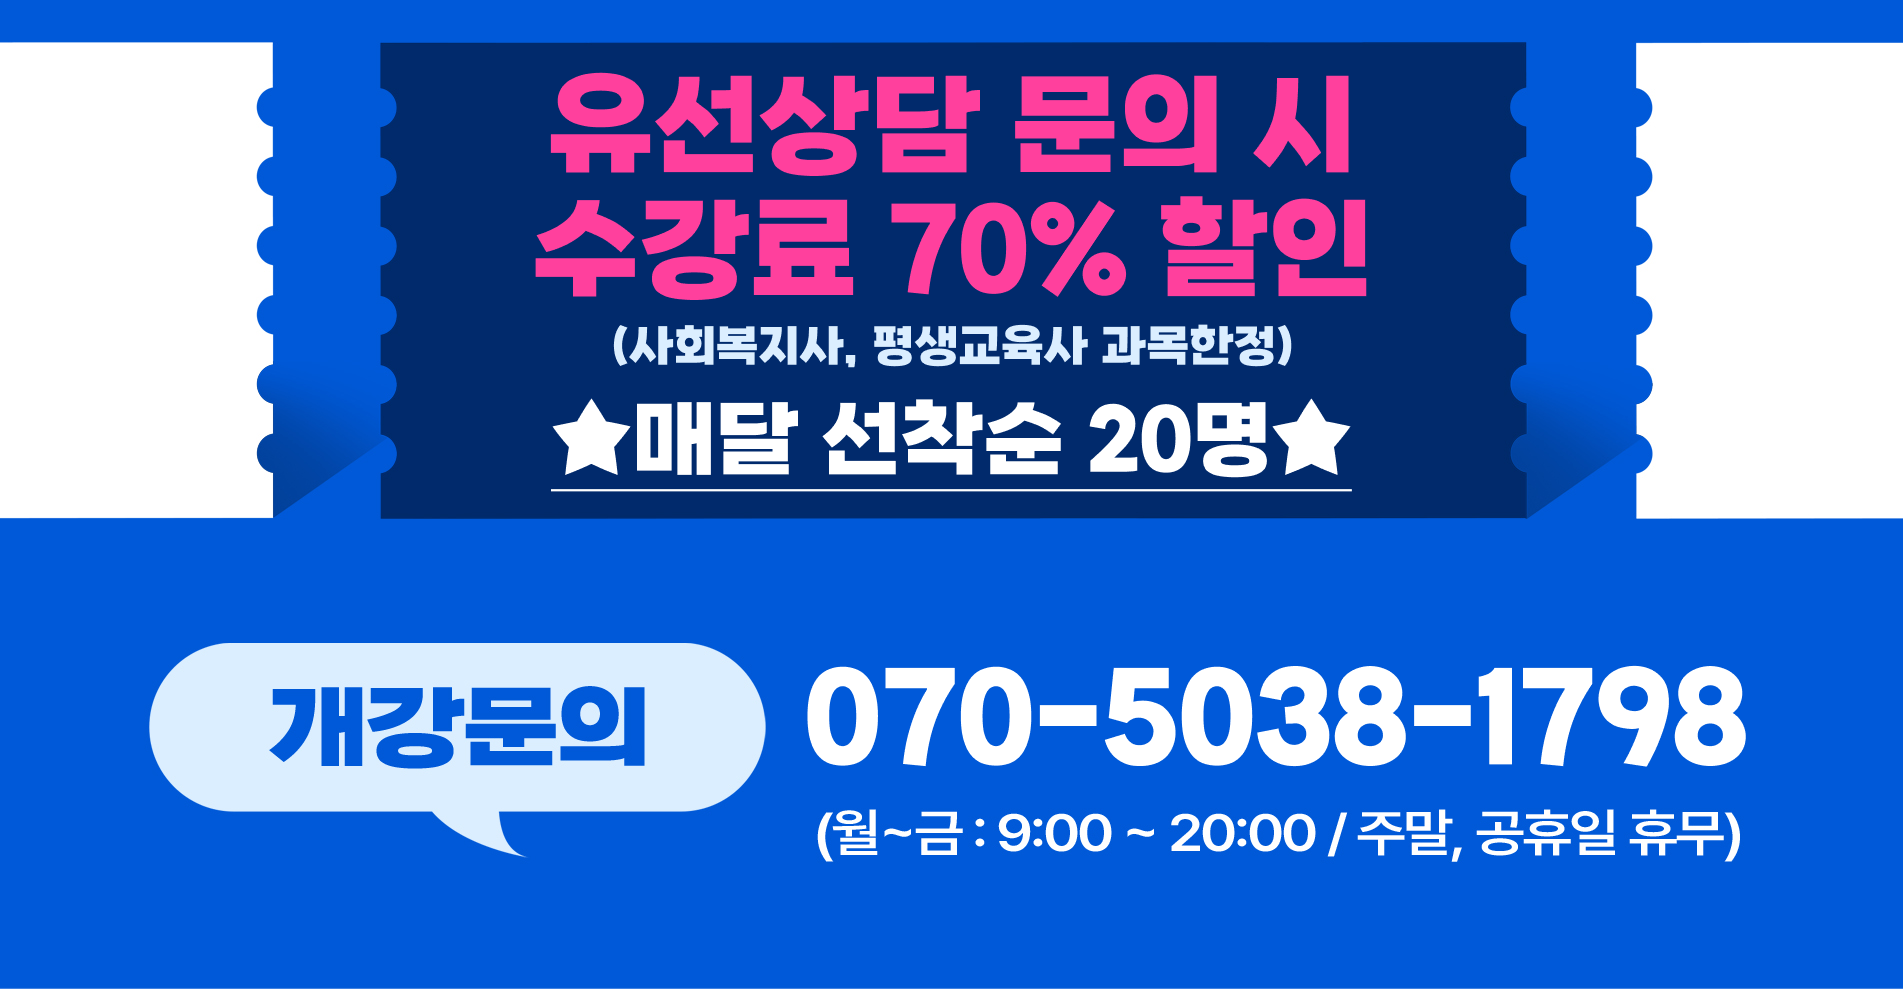 유선상담 문의 시
수강료 70% 할인
(사회복지사, 평생교육사 과목한정)
★매달 선착순 20명★
개강문의
070-5038-1798
(월~금 : 9:00 ~ 20:00 / 주말, 공휴일 휴무)